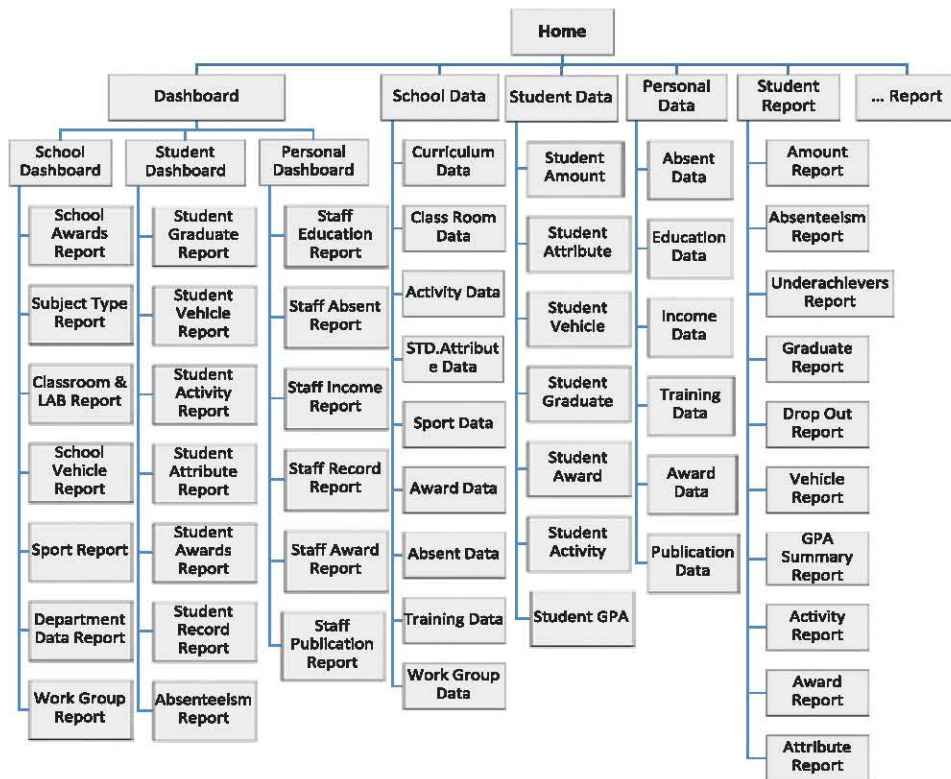 Home
Dashboard
School Data
Student Data
Personal
Data
Student
Report
... Report
School
Dashboard
Student
Dashboard
Personal
Dashboard
School
Awards
Report
Subject Type
Report
Classroom &
LAB Report
School
Vehicle
Report
Sport Report
Department
Data Report
Work Group
Report
Student
Graduate
Report
Student
Vehicle
Report
Student
Activity
Report
Student
Attribute
Report
Student
Awards
Report
Student
Record
Report
Absenteeism
Report
Staff
Education
Report
Staff Absent
Report
Staff Income
Report
Staff Record
Report
Staff Award
Report
Staff
Publication
Report
Curriculum
Data
Class Room
Data
Activity Data
STD.Attribut
e Data
Sport Data
Award Data
Absent Data
Training Data
Work Group
Data
Student
Amount
Student
Attribute
Student
Vehicle
Student
Graduate
Student
Award
Student
Activity
Student GPA
Absent Data
Education
Data
Income
Data
Training
Data
Award
Data
Publication
Data
Amount
Report
Absenteeism
Report
Underachievers
Report
Graduate
Report
Drop Out
Report
Vehicle
Report
GPA
Summary
Report
Activity
Report
Award
Report
Attribute
Report